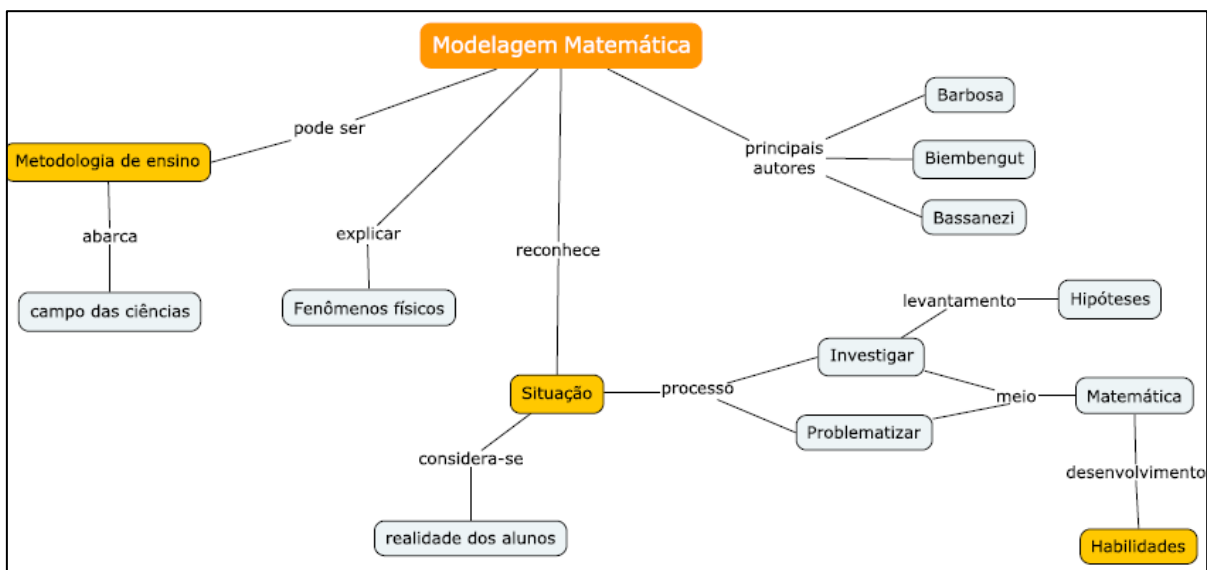 Modelagem Matemática
Barbosa
pode ser
principais
autores
Metodologia de ensino
Biembengut
Bassanezi
abarca
explicar
reconhece
campo das ciências
Fenômenos físicos
levantamento
Hipóteses
Investigar
Situação
processo
meio
Matemática
Problematizar
considera-se
desenvolvimento
realidade dos alunos
Habilidades